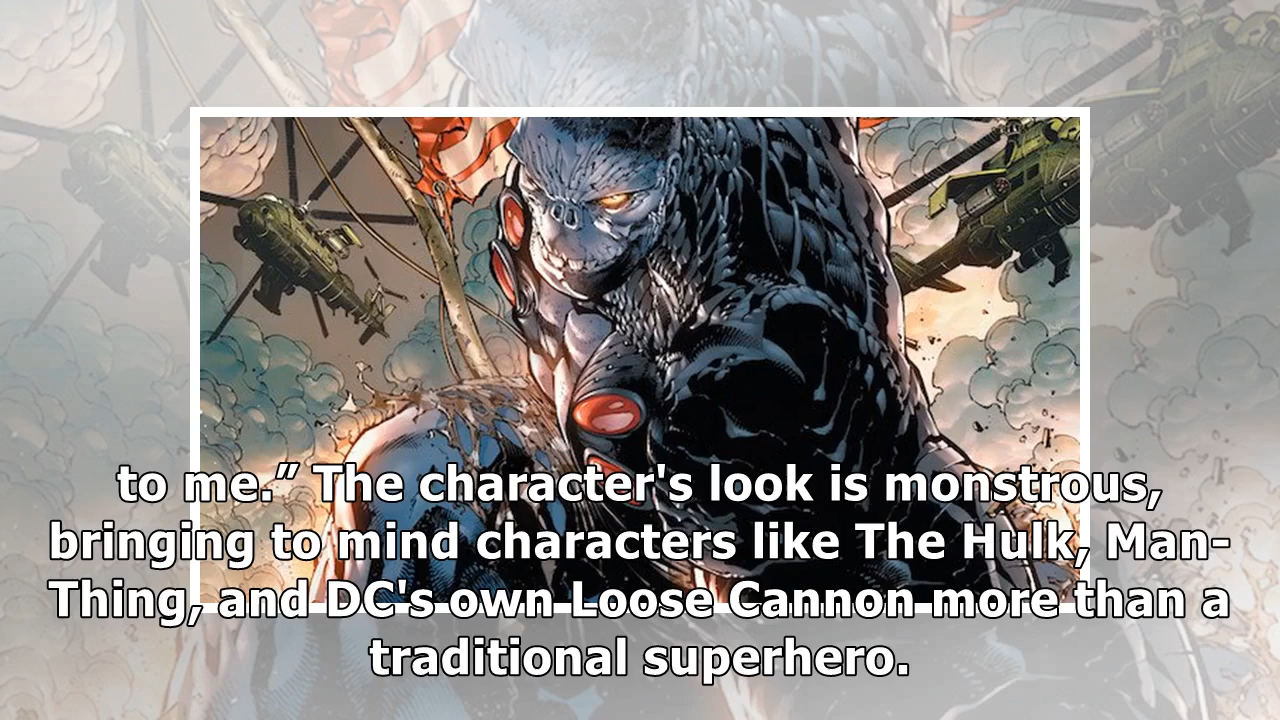 to me.” The character's look is monstrous,
bringing to mind characters like The Hulk, Man-
Thing, and DC's own Loose Cannon more than a
traditional superhero.